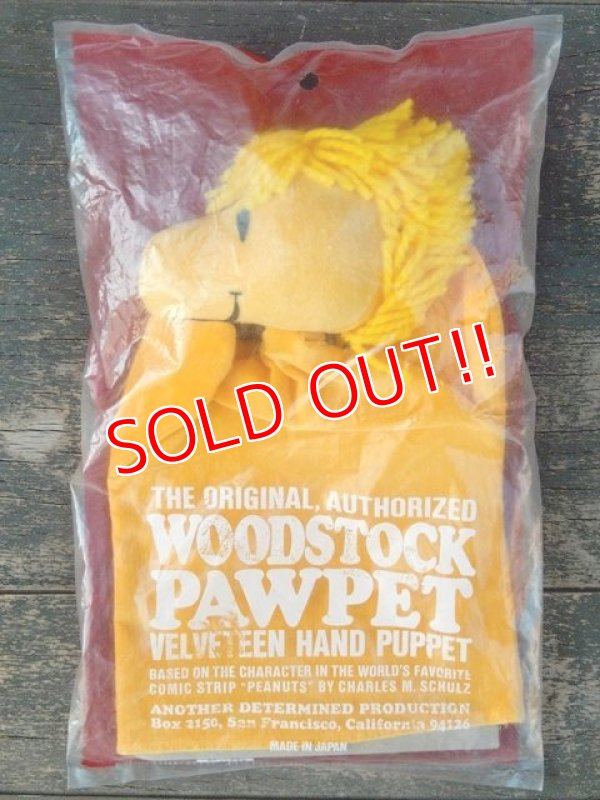 SOLD OUT!!
THE ORIGINAL, AUTHORIZED
WOODSTOCK
PAWPET
VELVETEEN HAND PUPPET
BASED ON THE CHARACTER IN THE WORLD'S FAVORITE
COMIC STRIP "PEANUTS" BY CHARLES M. SCHULZ
ANOTHER DETERMINED PRODUCTION
Box 2150, San Francisco, California 94126
MADE IN JAPAN